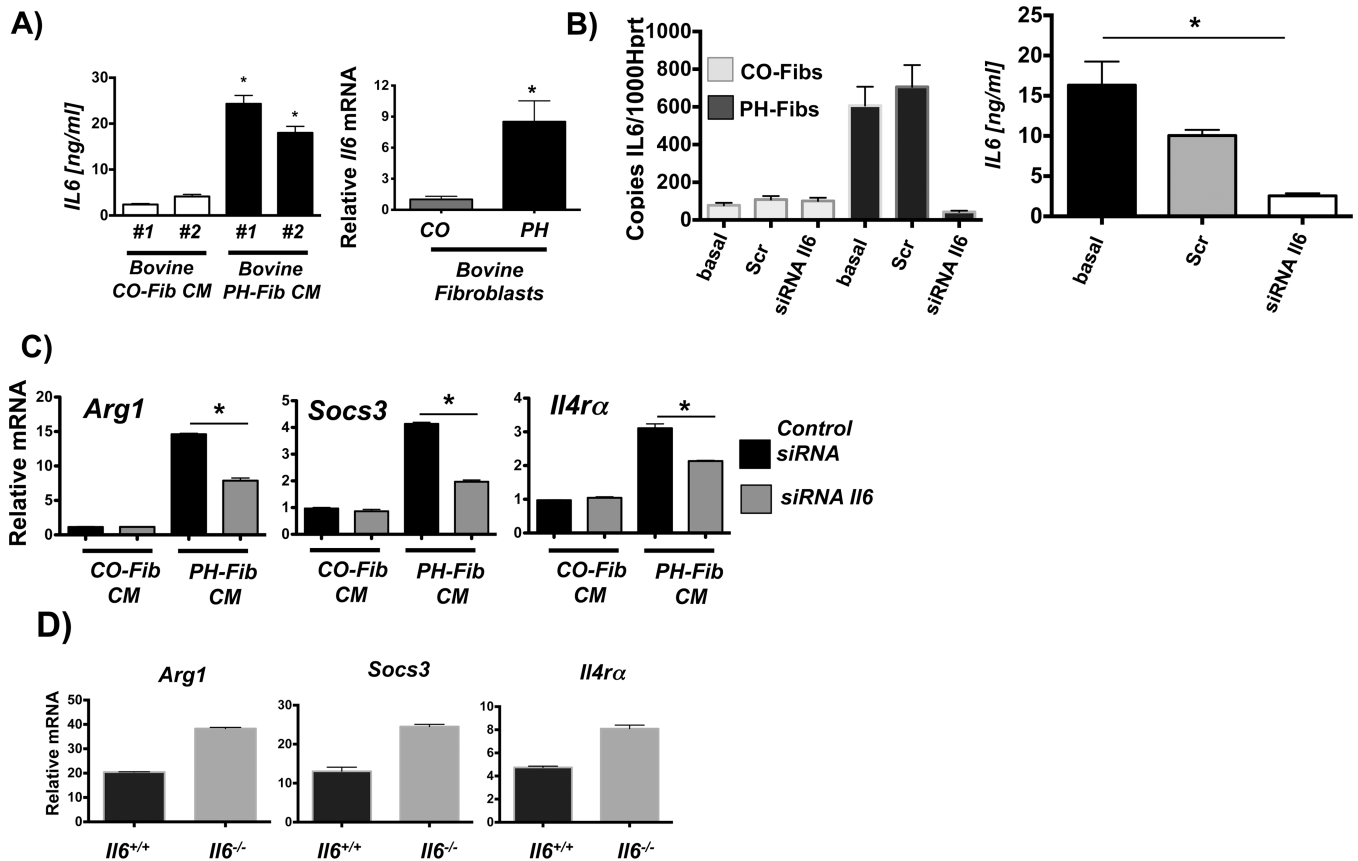 A)
IL6 [ng/ml]
30
20
10
0
* *
#1 #2 #1 #2
Bovine Bovine
CO-Fib CM PH-Fib CM
Relative Il6 mRNA
12
9
6
3
0
*
CO PH
Bovine
Fibroblasts
B)
Copies IL6/1000Hprt
1000
800
600
400
200
0
CO-Fibs
PH-Fibs
basal
Scr
siRNA Il6
basal
Scr
siRNA Il6
IL6 [ng/ml]
25
20
15
10
5
0
*
basal
Scr
siRNA Il6
C)
Relative mRNA
Arg1
20
15
10
5
0
*
CO-Fib PH-Fib
CM CM
Socs3
5
4
3
2
1
0
*
CO-Fib PH-Fib
CM CM
Il4rα
4
3
2
1
0
*
CO-Fib PH-Fib
CM CM
Control
siRNA
siRNA Il6
D)
Relative mRNA
Arg1
50
40
30
20
10
0
Il6+/+ Il6-/-
Socs3
30
20
10
0
Il6+/+ Il6-/-
Il4rα
10
8
6
4
2
0
Il6+/+ Il6-/-